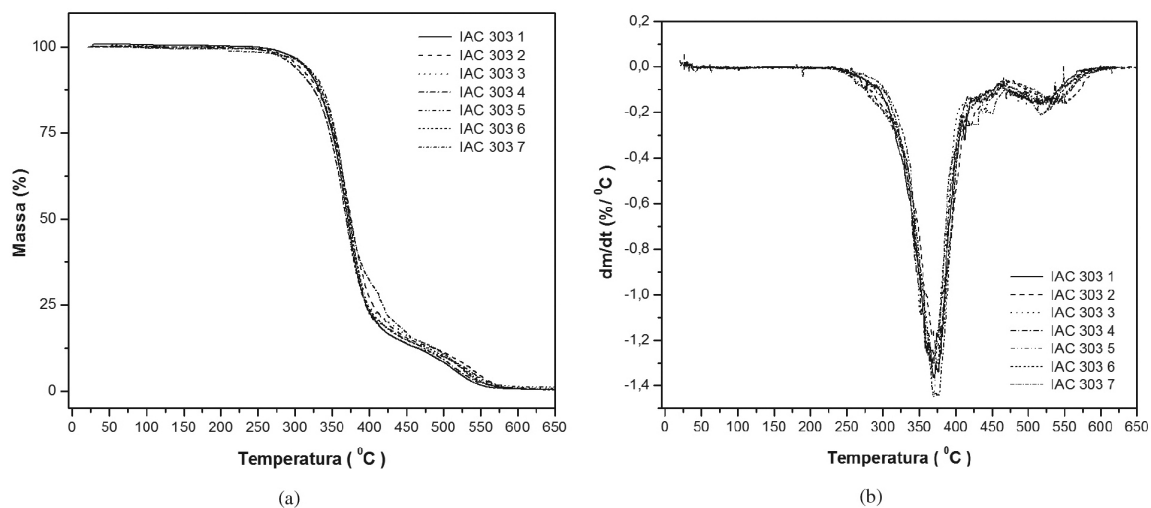 Massa (%)
100
75
50
25
0
IAC 303 1
IAC 303 2
IAC 303 3
IAC 303 4
IAC 303 5
IAC 303 6
IAC 303 7
0 50 100 150 200 250 300 350 400 450 500 550 600 650
Temperatura ( ⁰C )
(a)
dm/dt (%/ ⁰C)
0,2
0,0
-0,2
-0,4
-0,6
-0,8
-1,0
-1,2
-1,4
IAC 303 1
IAC 303 2
IAC 303 3
IAC 303 4
IAC 303 5
IAC 303 6
IAC 303 7
0 50 100 150 200 250 300 350 400 450 500 550 600 650
Temperatura ( ⁰C )
(b)